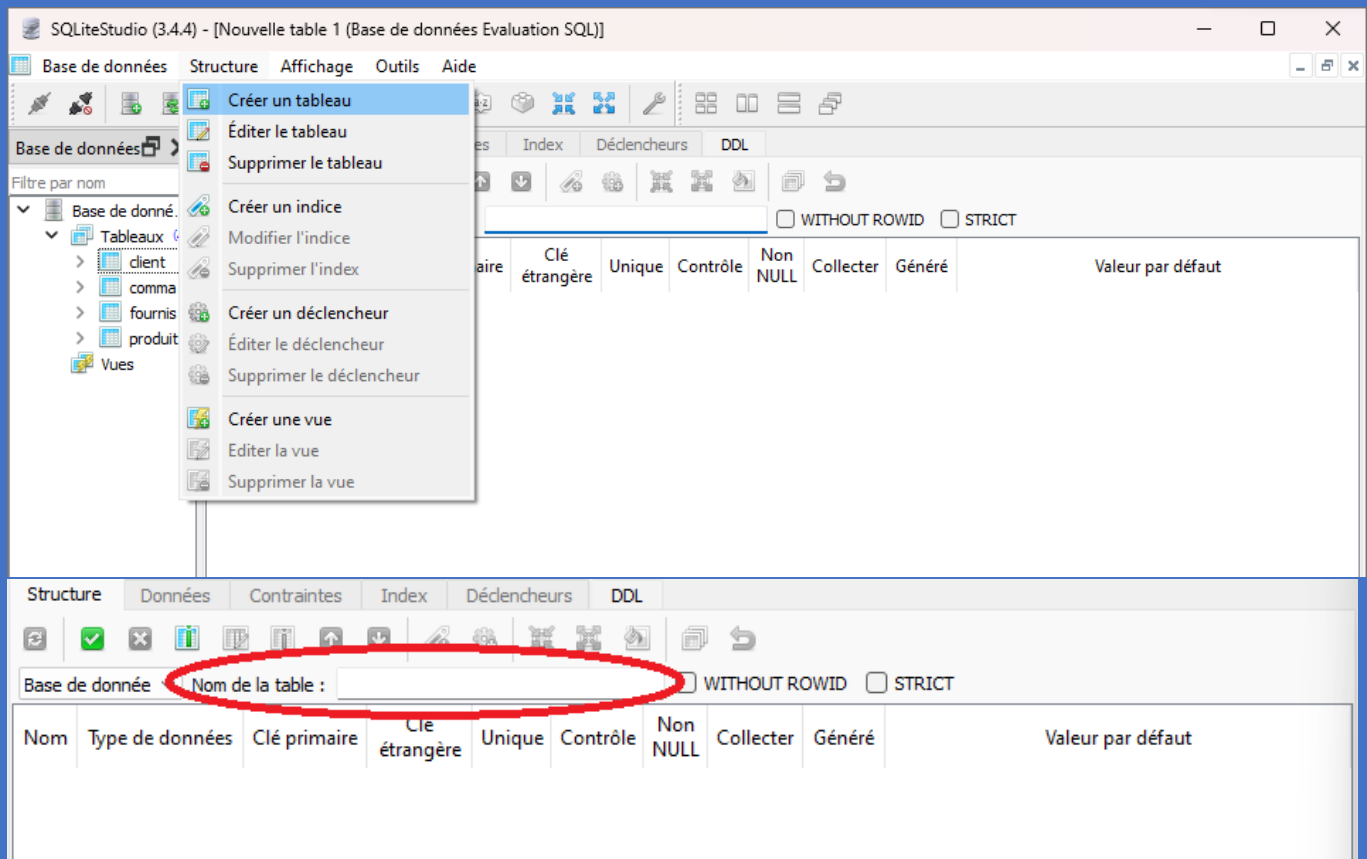 SQLiteStudio (3.4.4) - [Nouvelle table 1 (Base de données Evaluation SQL)]
Base de données Structure Affichage Outils Aide
Créer un tableau
Éditer le tableau
Supprimer le tableau
Créer un indice
Modifier l'indice
Supprimer l'index
Créer un déclencheur
Éditer le déclencheur
Supprimer le déclencheur
Créer une vue
Editer la vue
Supprimer la vue
Base de données
Filtre par nom
Base de donné.
Tableaux
client
comma
fournis
produit
Vues
es Index Déclencheurs DDL
WITHOUT ROWID STRICT
aire Clé étrangère Unique Contrôle Non NULL Collecter Généré Valeur par défaut
Structure Données Contraintes Index Déclencheurs DDL
Base de donnée Nom de la table : WITHOUT ROWID STRICT
Nom Type de données Clé primaire Clé étrangère Unique Contrôle Non NULL Collecter Généré Valeur par défaut